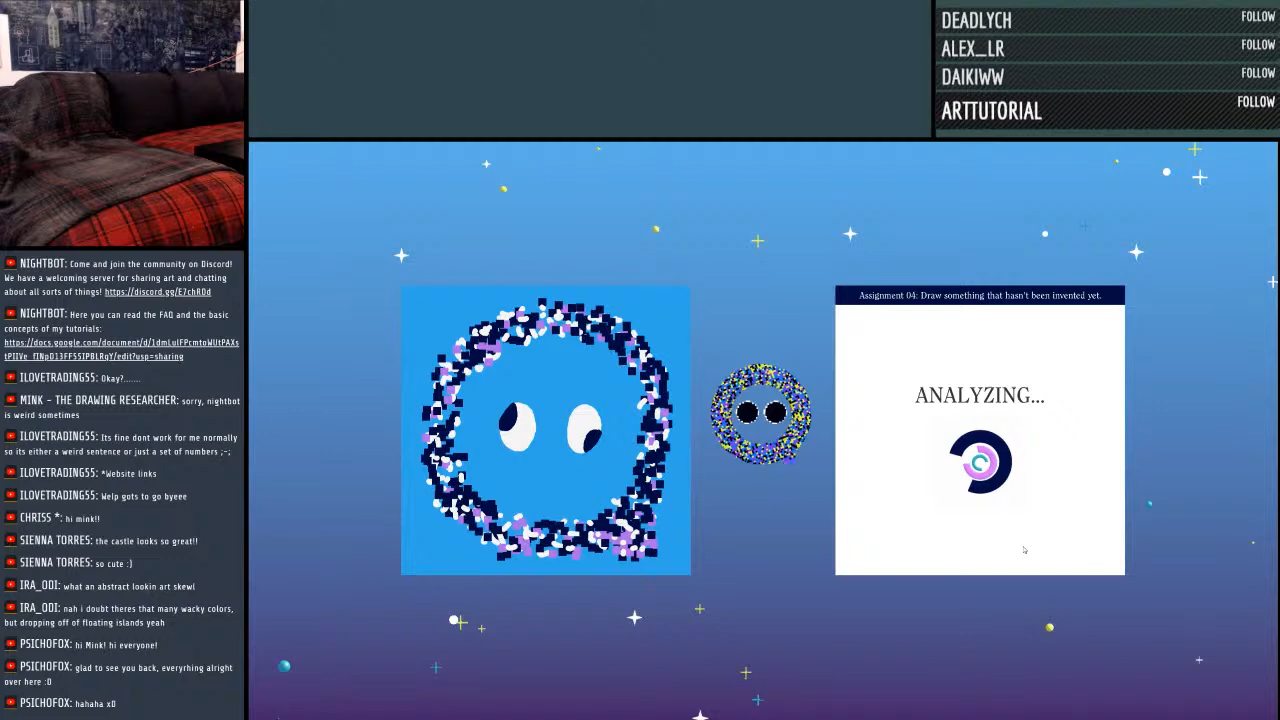 DEADLYCH FOLLOW
ALEX_LR FOLLOW
DAIKIWW FOLLOW
ARTTUTORIAL FOLLOW
NIGHTBOT: Come and join the community on Discord!
We have a welcoming server for sharing art and chatting
about all sorts of things! https://discord.gg/E7chRDd
NIGHTBOT: Here you can read the FAQ and the basic
concepts of my tutorials:
ILOVETRADING55: Okay?......
MINK - THE DRAWING RESEARCHER: sorry, nightbot
is weird sometimes
ILOVETRADING55: Its fine dont work for me normally
so its either a weird sentence or just a set of numbers ;-;
ILOVETRADING55: *Website links
ILOVETRADING55: Welp gots to go byeee
CHRISS *: hi mink!!
SIENNA TORRES: the castle looks so great!!
SIENNA TORRES: so cute :)
IRA_ODI: what an abstract lookin art skewl
IRA_ODI: nah i doubt theres that many wacky colors,
but dropping off of floating islands yeah
PSICHOFOX: hi Mink! hi everyone!
PSICHOFOX: glad to see you back, everyrhing alright
over here :D
PSICHOFOX: hahaha xD
Assignment 04: Draw something that hasn't been invented yet.
ANALYZING...